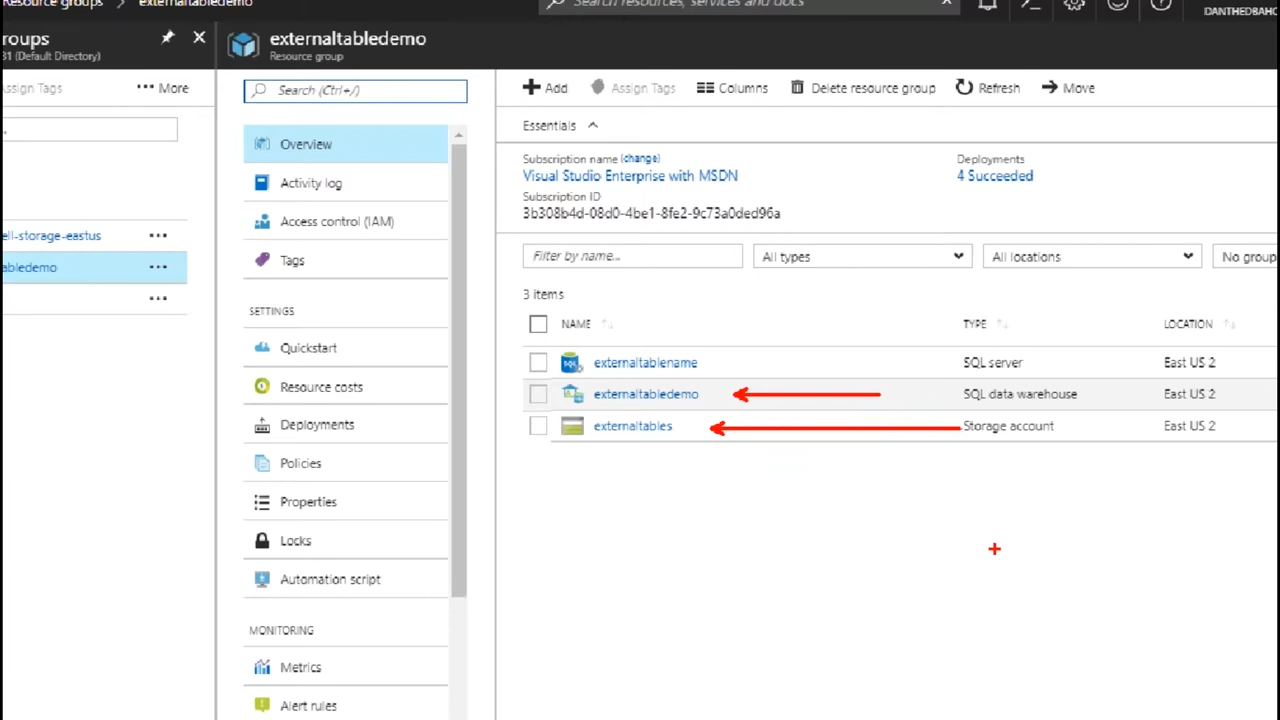 Resource groups > externaltabledemo
Search resources, services and docs
DANTHEDBAHO
roups
31 (Default Directory)
ssign Tags
More
ell-storage-eastus
abledemo
externaltabledemo
Resource group
Search (Ctrl+/)
Overview
Activity log
Access control (IAM)
Tags
SETTINGS
Quickstart
Resource costs
Deployments
Policies
Properties
Locks
Automation script
MONITORING
Metrics
Alert rules
Add Assign Tags Columns Delete resource group Refresh Move
Essentials
Subscription name (change)
Visual Studio Enterprise with MSDN
Subscription ID
3b308b4d-08d0-4be1-8fe2-9c73a0ded96a
Deployments
4 Succeeded
Filter by name... All types All locations No group
3 items
NAME TYPE LOCATION
externaltablename SQL server East US 2
externaltabledemo SQL data warehouse East US 2
externaltables Storage account East US 2